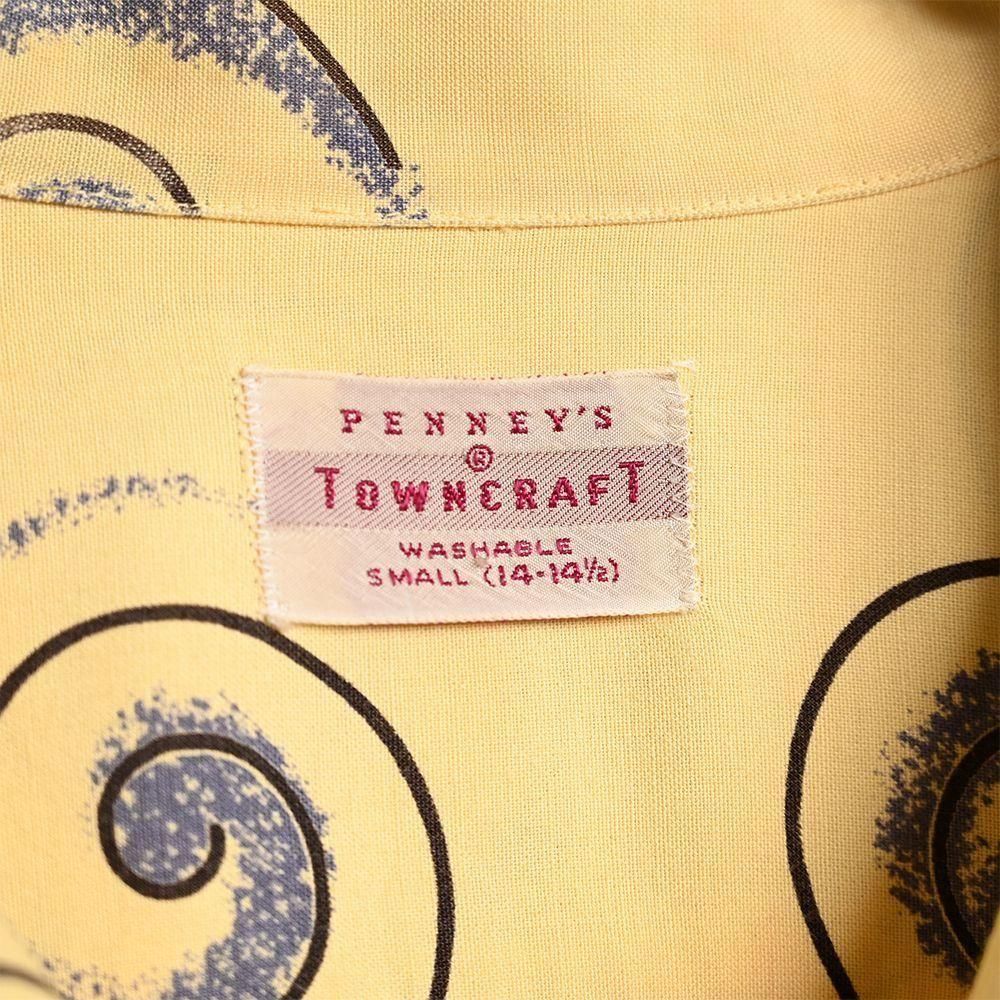 PENNEY'S
®
TOWNCRAFT
WASHABLE
SMALL (14-14½)